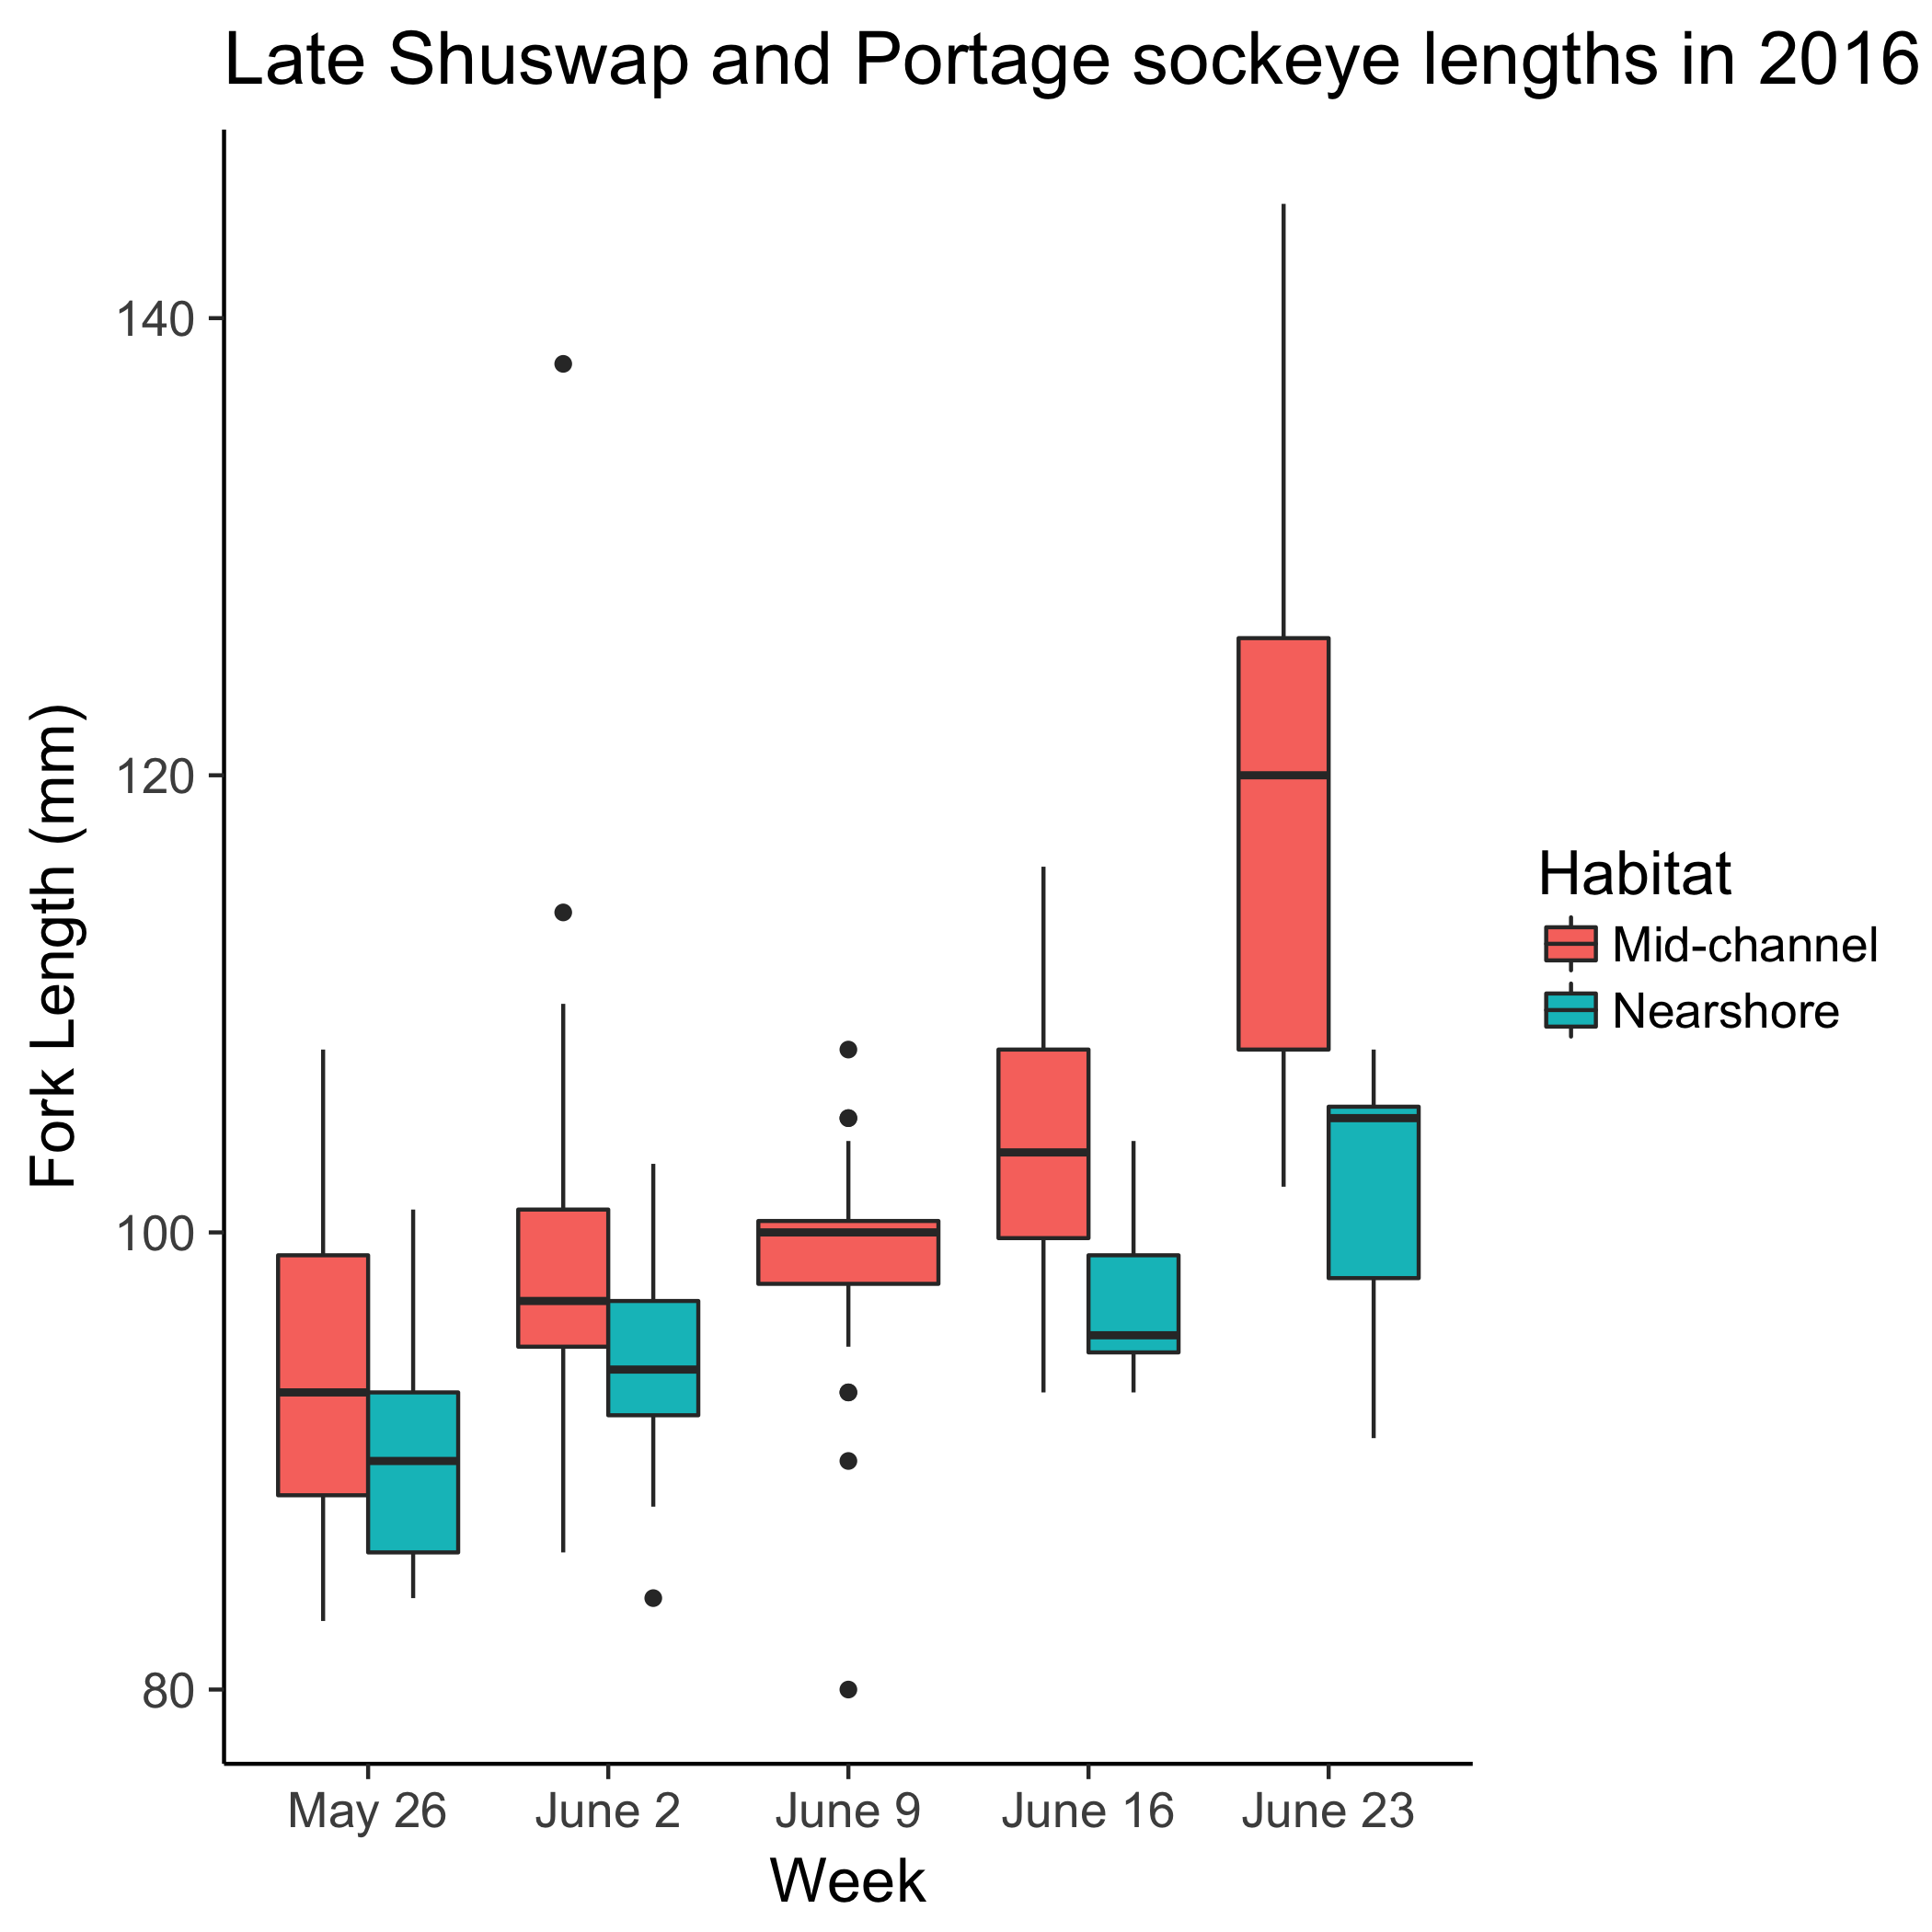 Late Shuswap and Portage sockeye lengths in 2016
Fork Length (mm)
140
120
100
80
May 26
June 2
June 9
June 16
June 23
Week
Habitat
Mid-channel
Nearshore